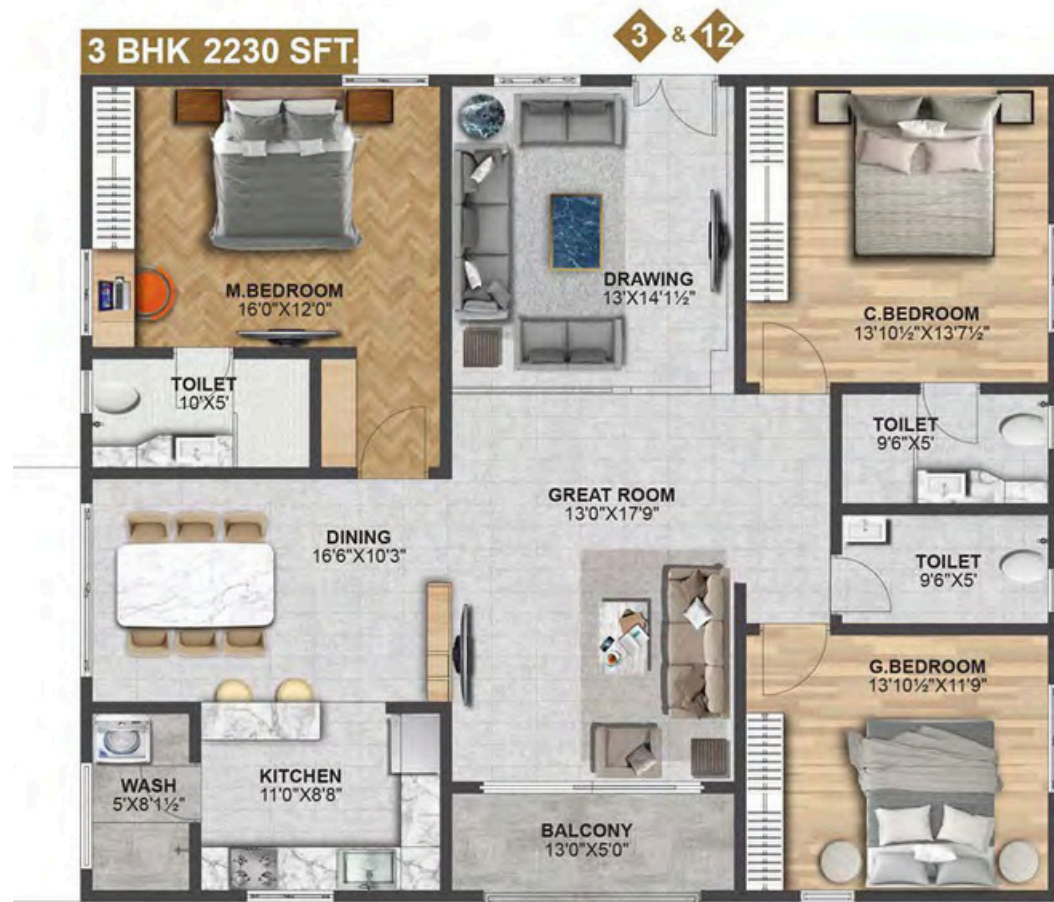 3 BHK 2230 SFT.
3 & 12
M.BEDROOM
16'0"X12'0"
DRAWING
13'X14'1½"
C.BEDROOM
13'10½"X13'7½"
TOILET
10'X5'
TOILET
9'6"X5'
GREAT ROOM
13'0"X17'9"
DINING
16'6"X10'3"
TOILET
9'6"X5'
G.BEDROOM
13'10½"X11'9"
WASH
5'X8'1½"
KITCHEN
11'0"X8'8"
BALCONY
13'0"X5'0"